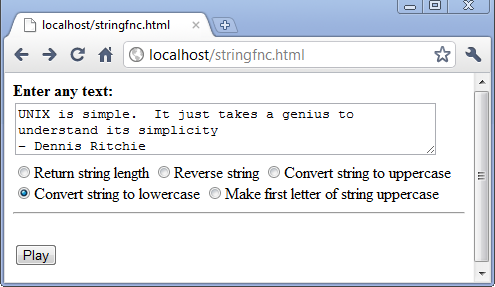 localhost/stringfnc.html
localhost/stringfnc.html
Enter any text:
UNIX is simple.  It just takes a genius to
understand its simplicity
– Dennis Ritchie
Return string length Reverse string Convert string to uppercase
Convert string to lowercase Make first letter of string uppercase
Play